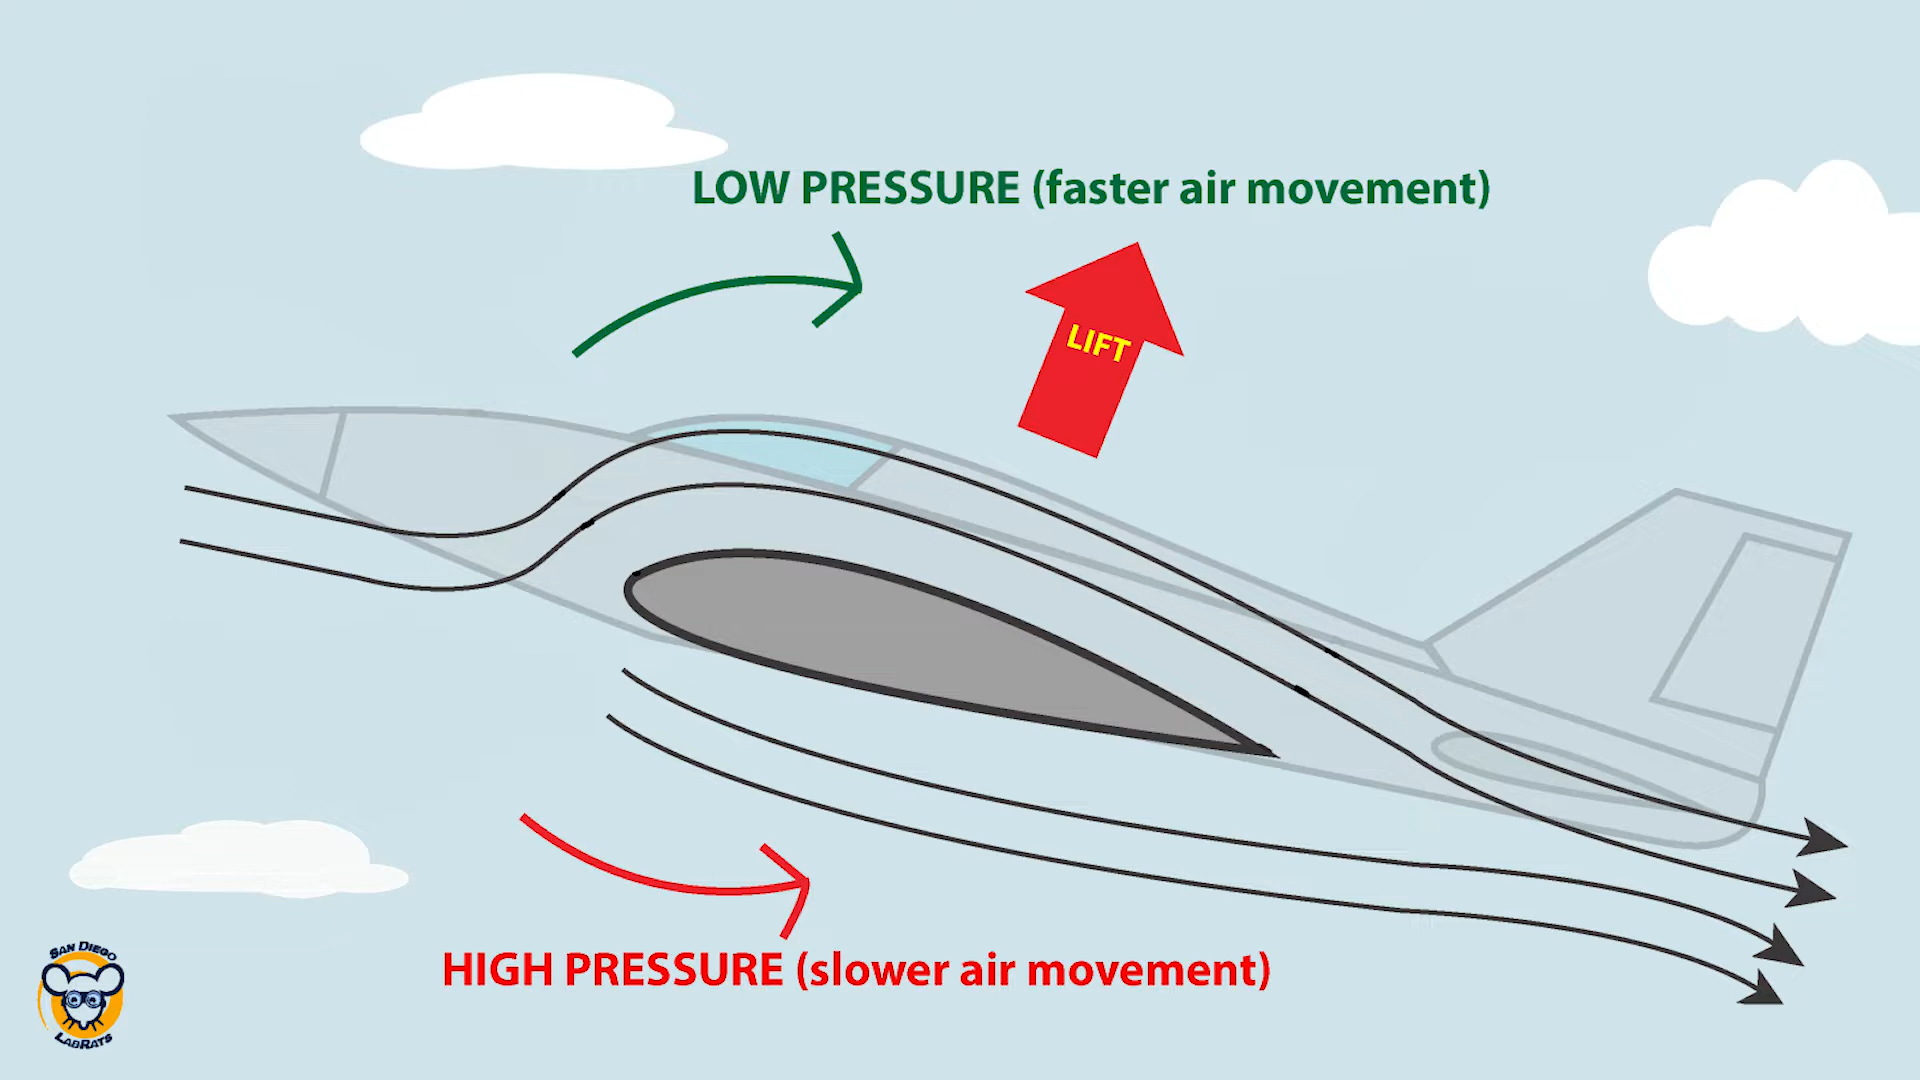 LOW PRESSURE (faster air movement)
LIFT
HIGH PRESSURE (slower air movement)
SAN DIEGO
LABRATS